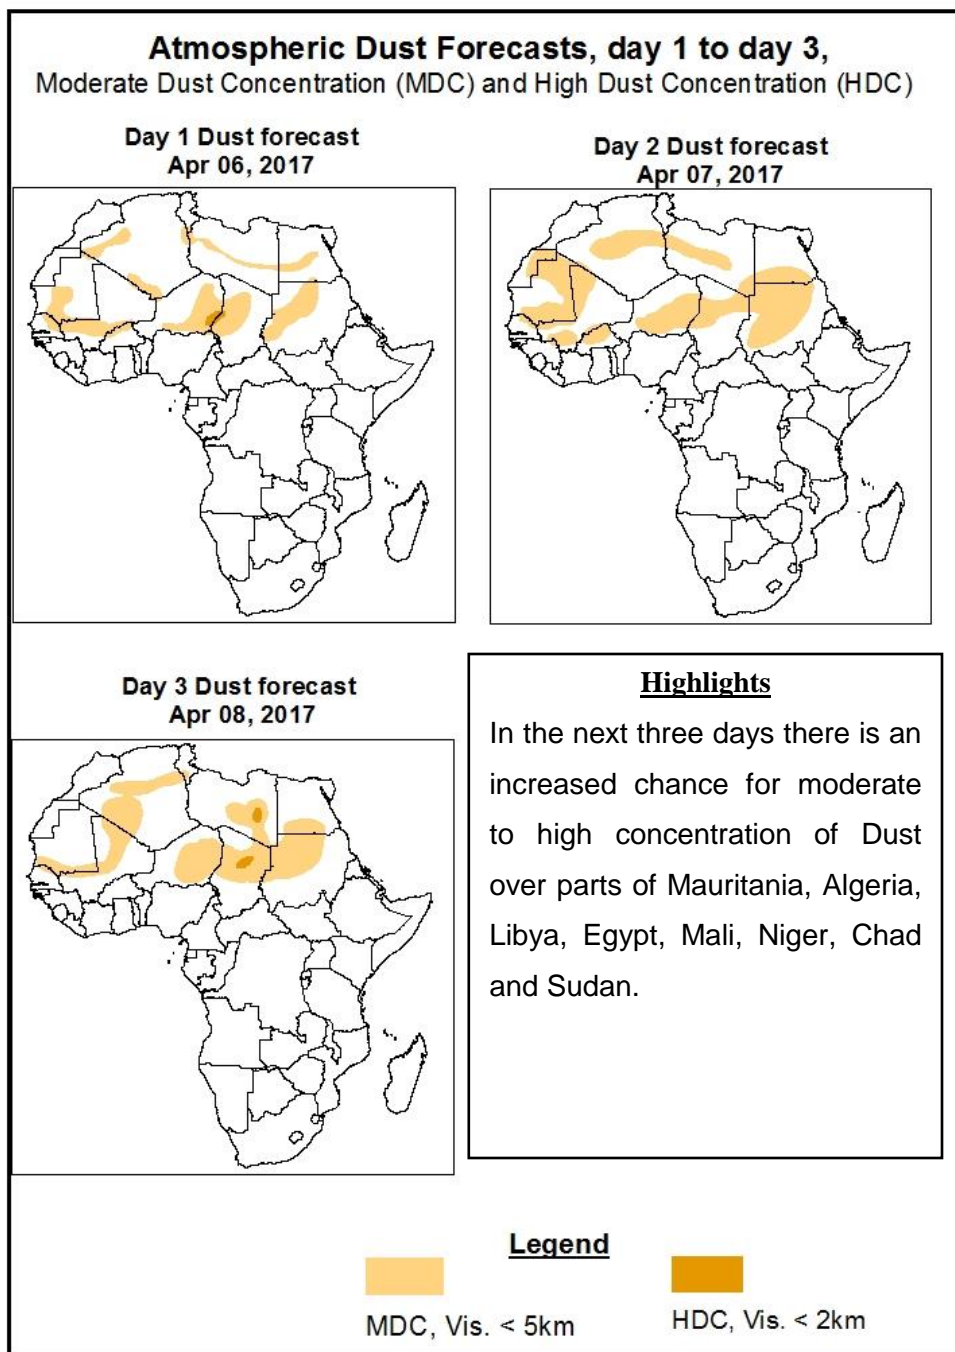 Atmospheric Dust Forecasts, day 1 to day 3,
Moderate Dust Concentration (MDC) and High Dust Concentration (HDC)
Day 1 Dust forecast
Apr 06, 2017
Day 2 Dust forecast
Apr 07, 2017
Day 3 Dust forecast
Apr 08, 2017
Highlights
In the next three days there is an
increased chance for moderate
to high concentration of Dust
over parts of Mauritania, Algeria,
Libya, Egypt, Mali, Niger, Chad
and Sudan.
Legend
MDC, Vis. < 5km
HDC, Vis. < 2km